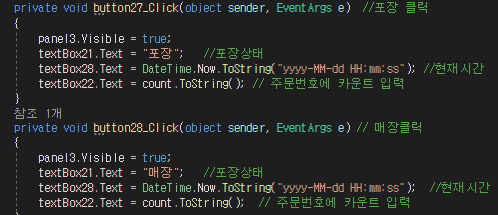 private void button27_Click(object sender, EventArgs e)  //포장 클릭
{
    panel3.Visible = true;
    textBox21.Text = "포장";   //포장상태
    textBox28.Text = DateTime.Now.ToString("yyyy-MM-dd HH:mm:ss"); //현재시간
    textBox22.Text = count.ToString();  // 주문번호에 카운트 입력
}
참조 1개
private void button28_Click(object sender, EventArgs e) // 매장클릭
{
    panel3.Visible = true;
    textBox21.Text = "매장";   //포장상태
    textBox28.Text = DateTime.Now.ToString("yyyy-MM-dd HH:mm:ss");  //현재시간
    textBox22.Text = count.ToString();  // 주문번호에 카운트 입력
}